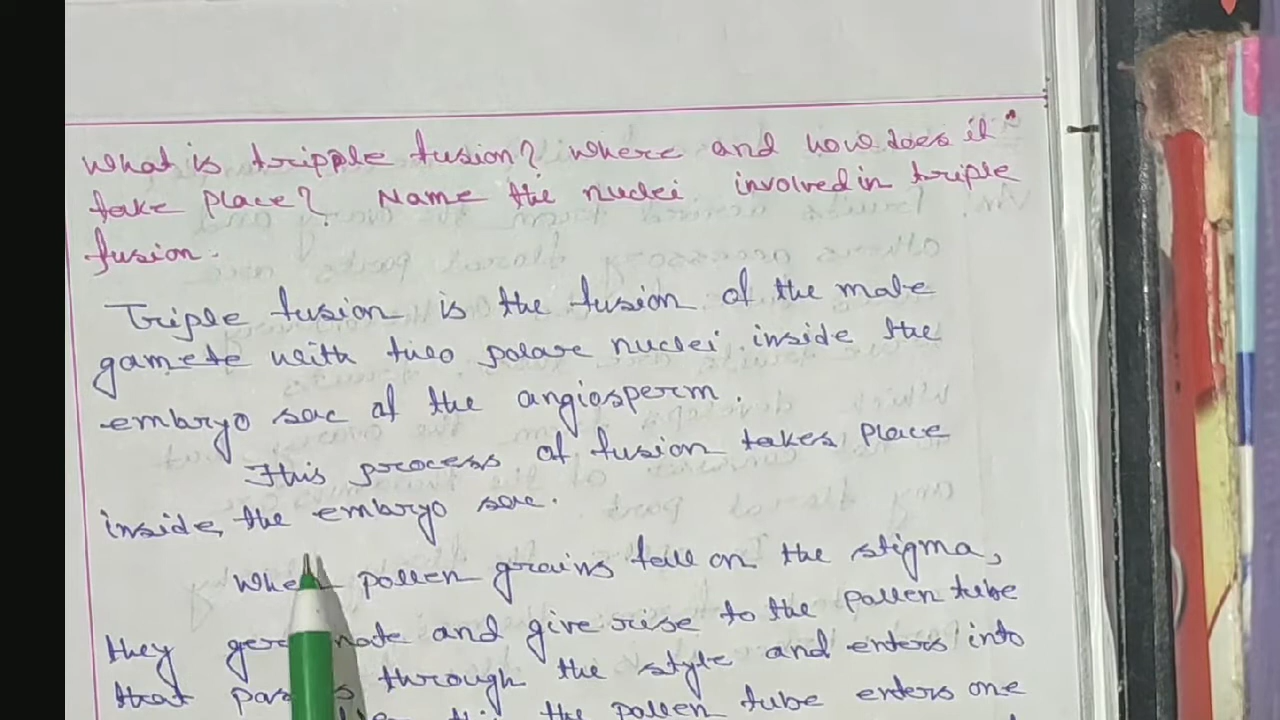 What is tripple fusion? Where and how does it
take place? Name the nuclei involved in triple
fusion.
Triple fusion is the fusion of the male
gamete with two polar nuclei inside the
embryo sac of the angiosperm.
This process of fusion takes place
inside the embryo sac.
When pollen grains fall on the stigma,
they germinate and give rise to the pollen tube
that passes through the style and enters into
the pollen tube enters one